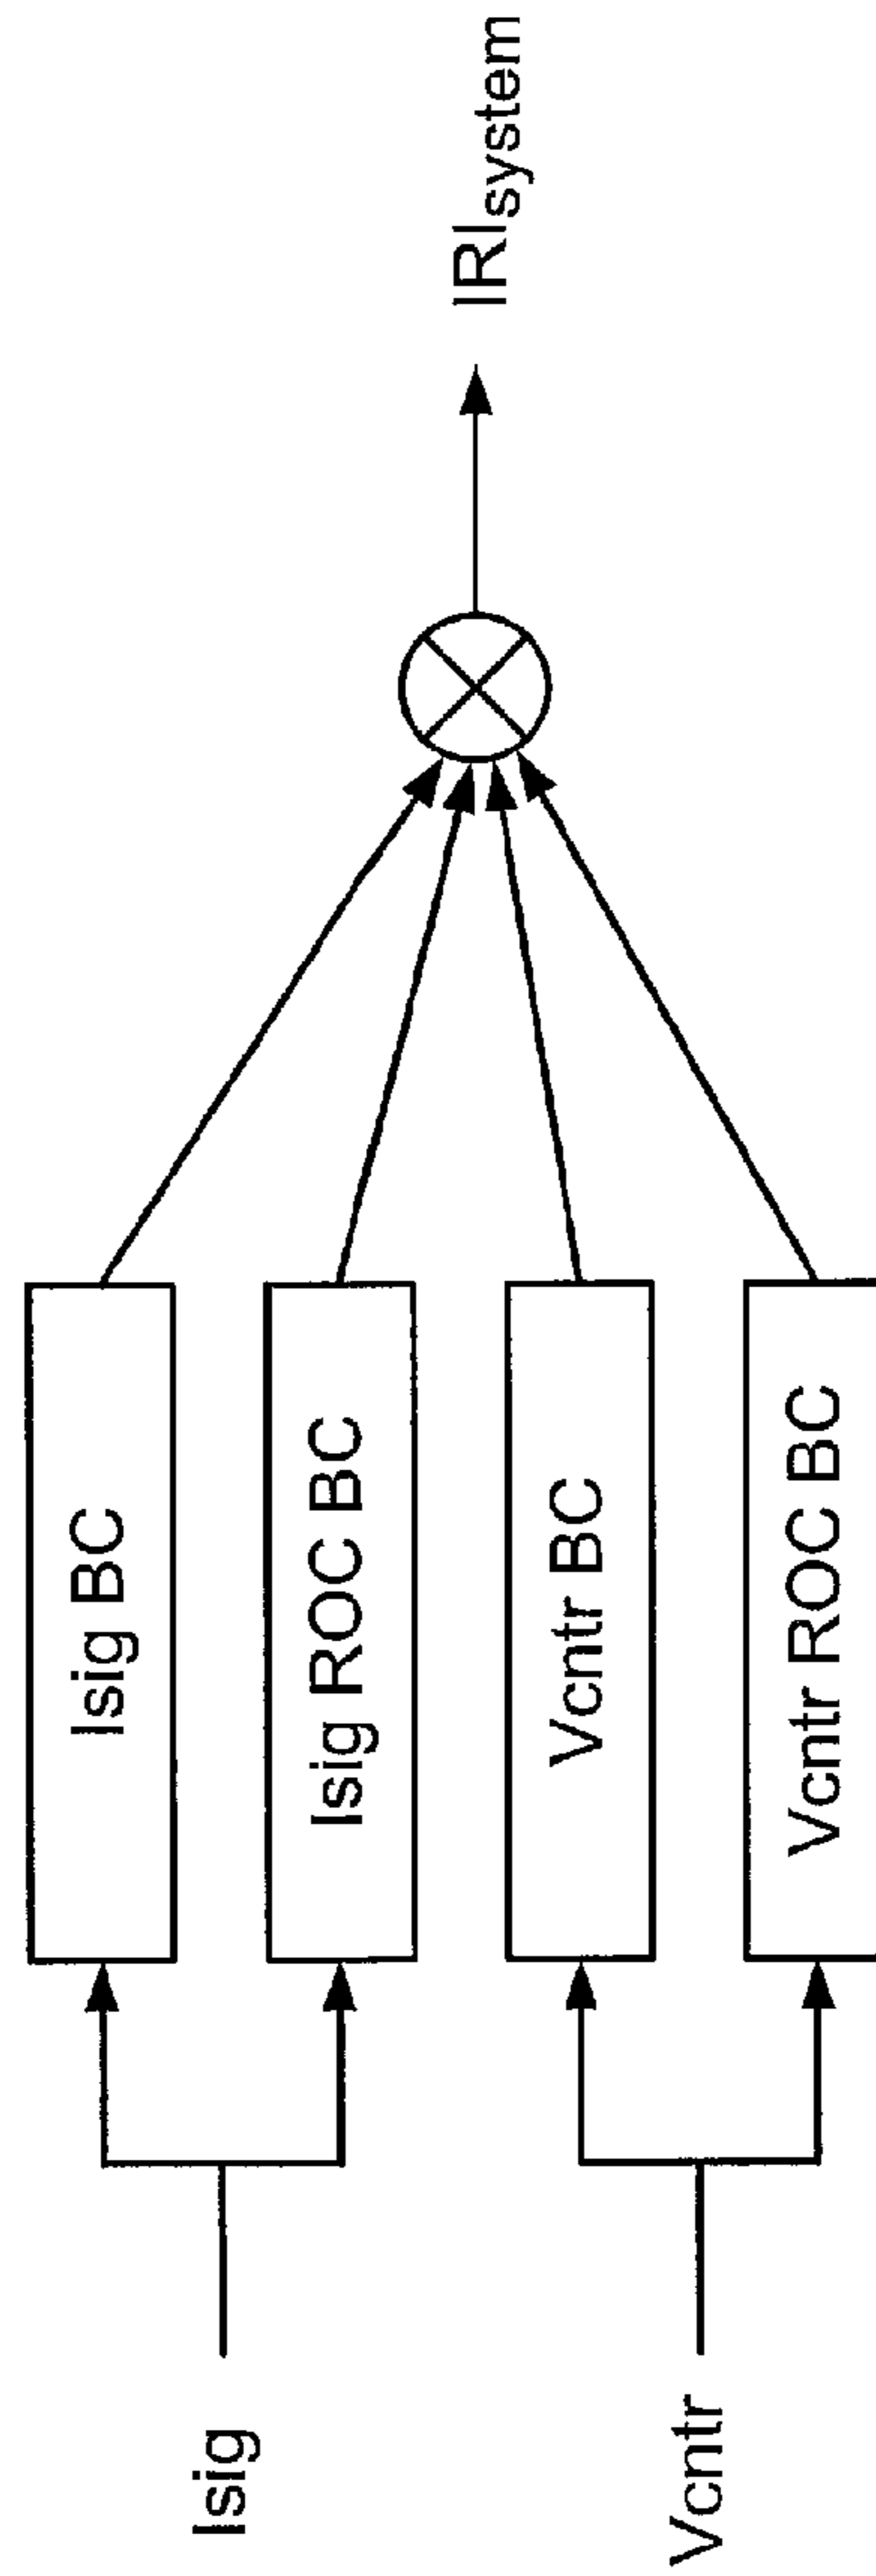 Isig
Vcntr
Isig BC
Isig ROC BC
Vcntr BC
Vcntr ROC BC
IRIsystem